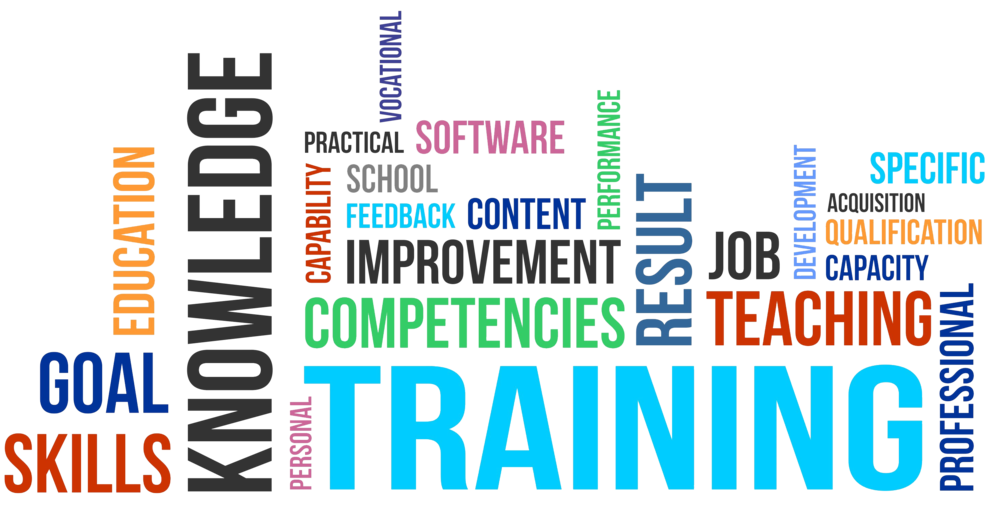 VOCATIONAL
KNOWLEDGE
PRACTICAL
SOFTWARE
PERFORMANCE
EDUCATION
CAPABILITY
SCHOOL
FEEDBACK
CONTENT
RESULT
DEVELOPMENT
SPECIFIC
ACQUISITION
QUALIFICATION
CAPACITY
IMPROVEMENT
JOB
COMPETENCIES
TEACHING
PROFESSIONAL
GOAL
SKILLS
PERSONAL
TRAINING